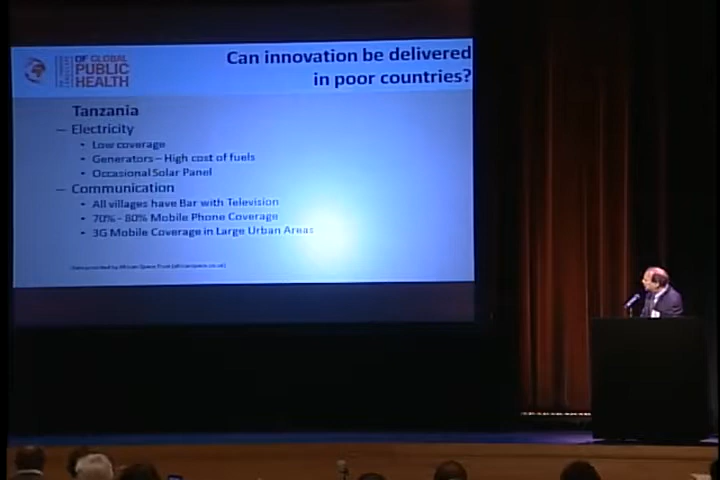 OF GLOBAL
PUBLIC
HEALTH
Can innovation be delivered
in poor countries?
Tanzania
– Electricity
• Low coverage
• Generators – High cost of fuels
• Occasional Solar Panel
– Communication
• All villages have Bar with Television
• 70% - 80% Mobile Phone Coverage
• 3G Mobile Coverage in Large Urban Areas